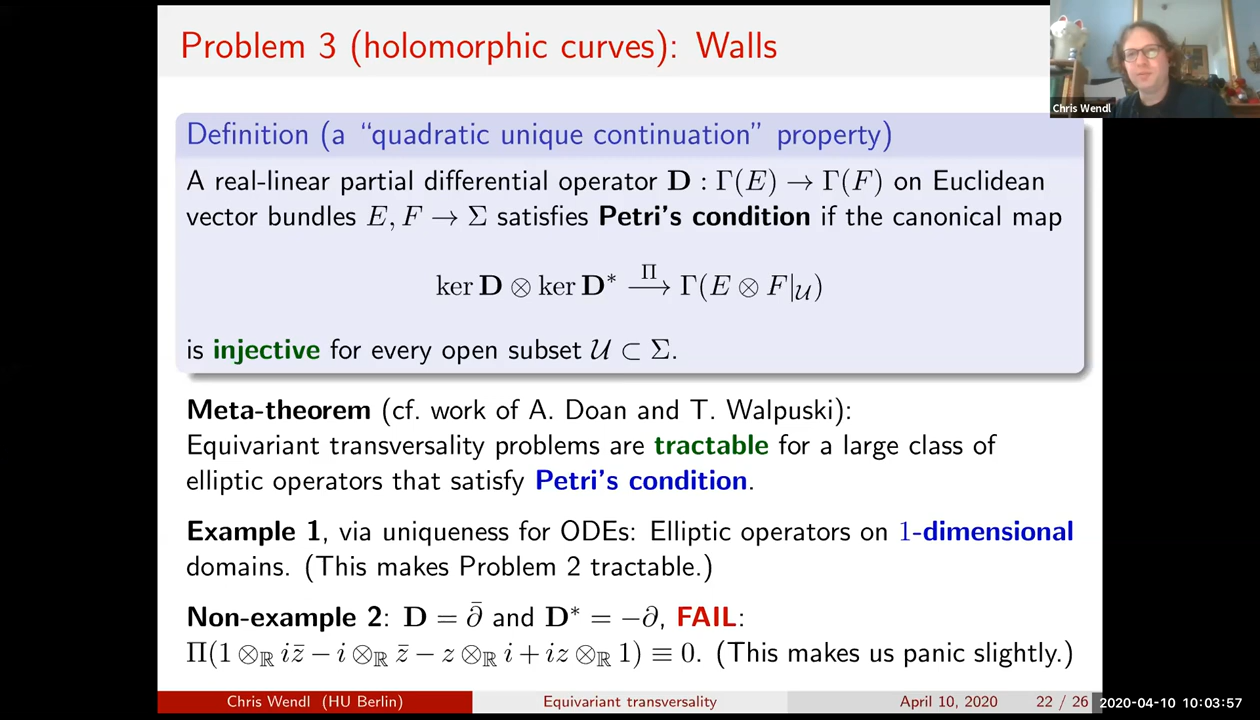 Problem 3 (holomorphic curves): Walls
Chris Wendl
Definition (a “quadratic unique continuation” property)
A real-linear partial differential operator D : Γ(E) → Γ(F) on Euclidean
vector bundles E, F → Σ satisfies Petri's condition if the canonical map
ker D ⊗ ker D* —Π→ Γ(E ⊗ F|_𝒰)
is injective for every open subset 𝒰 ⊂ Σ.
Meta-theorem (cf. work of A. Doan and T. Walpuski):
Equivariant transversality problems are tractable for a large class of
elliptic operators that satisfy Petri's condition.
Example 1, via uniqueness for ODEs: Elliptic operators on 1-dimensional
domains. (This makes Problem 2 tractable.)
Non-example 2: D = ∂̄ and D* = −∂, FAIL:
Π(1 ⊗_ℝ iz̄ − i ⊗_ℝ z̄ − z ⊗_ℝ i + iz ⊗_ℝ 1) ≡ 0. (This makes us panic slightly.)
Chris Wendl (HU Berlin) Equivariant transversality April 10, 2020 22 / 26 2020-04-10 10:03:57